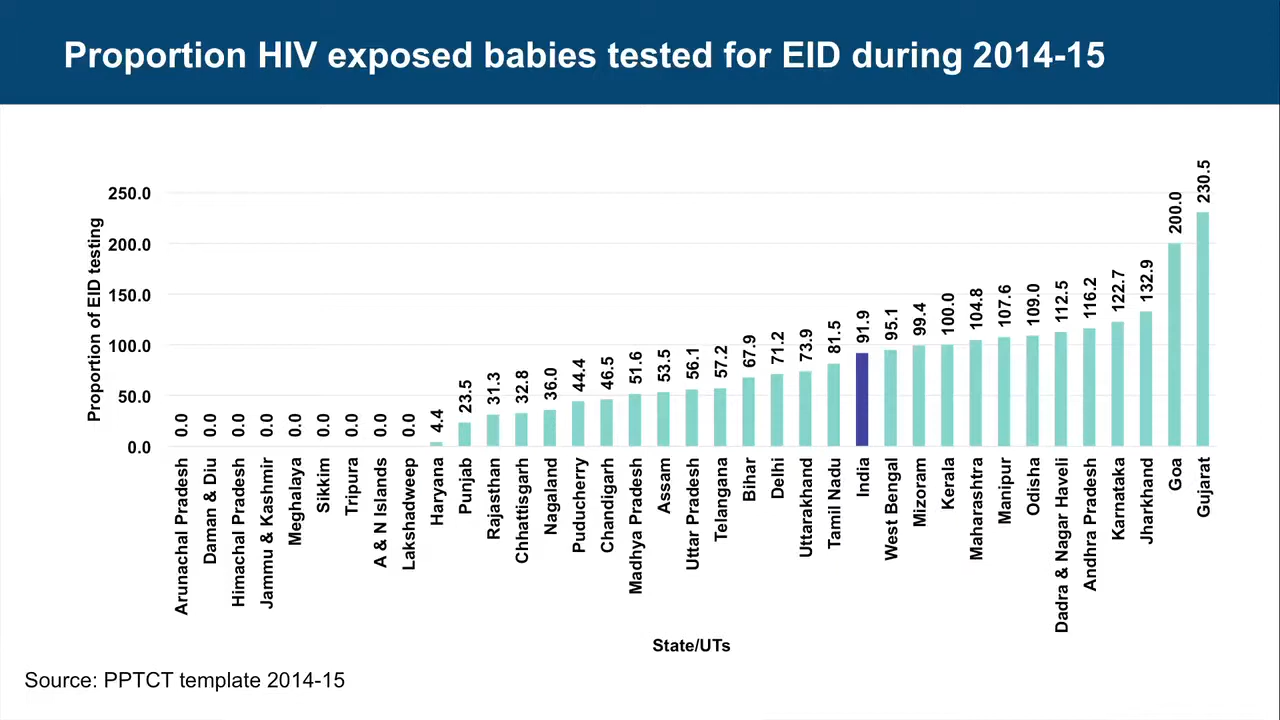 Proportion HIV exposed babies tested for EID during 2014-15
Proportion of EID testing
250.0
200.0
150.0
100.0
50.0
0.0
0.0
0.0
0.0
0.0
0.0
0.0
0.0
0.0
0.0
4.4
23.5
31.3
32.8
36.0
44.4
46.5
51.6
53.5
56.1
57.2
67.9
71.2
73.9
81.5
91.9
95.1
99.4
100.0
104.8
107.6
109.0
112.5
116.2
122.7
132.9
200.0
230.5
Arunachal Pradesh
Daman & Diu
Himachal Pradesh
Jammu & Kashmir
Meghalaya
Sikkim
Tripura
A & N Islands
Lakshadweep
Haryana
Punjab
Rajasthan
Chhattisgarh
Nagaland
Puducherry
Chandigarh
Madhya Pradesh
Assam
Uttar Pradesh
Telangana
Bihar
Delhi
Uttarakhand
Tamil Nadu
India
West Bengal
Mizoram
Kerala
Maharashtra
Manipur
Odisha
Dadra & Nagar Haveli
Andhra Pradesh
Karnataka
Jharkhand
Goa
Gujarat
State/UTs
Source: PPTCT template 2014-15